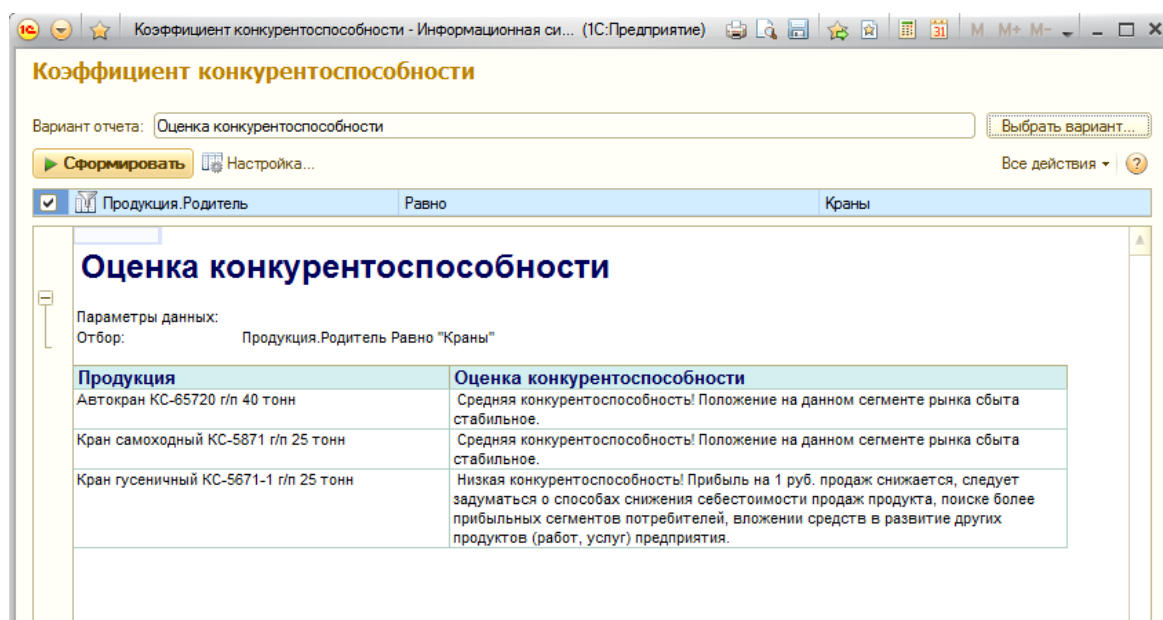 Коэффициент конкурентоспособности - Информационная си... (1С:Предприятие) 31 M M+ M-
Коэффициент конкурентоспособности
Вариант отчета: Оценка конкурентоспособности Выбрать вариант...
Сформировать Настройка... Все действия ?
Продукция.Родитель Равно Краны
Оценка конкурентоспособности
Параметры данных:
Отбор: Продукция.Родитель Равно "Краны"
Продукция Оценка конкурентоспособности
Автокран КС-65720 г/п 40 тонн Средняя конкурентоспособность! Положение на данном сегменте рынка сбыта
стабильное.
Кран самоходный КС-5871 г/п 25 тонн Средняя конкурентоспособность! Положение на данном сегменте рынка сбыта
стабильное.
Кран гусеничный КС-5671-1 г/п 25 тонн Низкая конкурентоспособность! Прибыль на 1 руб. продаж снижается, следует
задуматься о способах снижения себестоимости продаж продукта, поиске более
прибыльных сегментов потребителей, вложении средств в развитие других
продуктов (работ, услуг) предприятия.